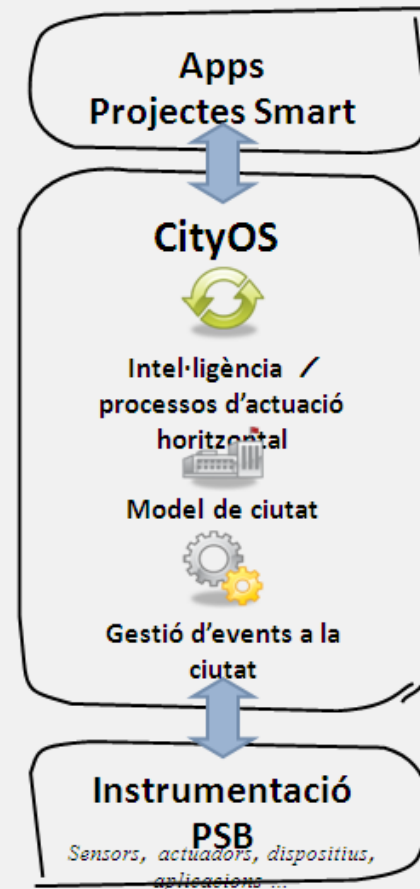 Apps
Projectes Smart
CityOS
Intel·ligència /
processos d'actuació
horitzontal
Model de ciutat
Gestió d'events a la
ciutat
Instrumentació
PSB
Sensors, actuadors, dispositius,
aplicacions ...